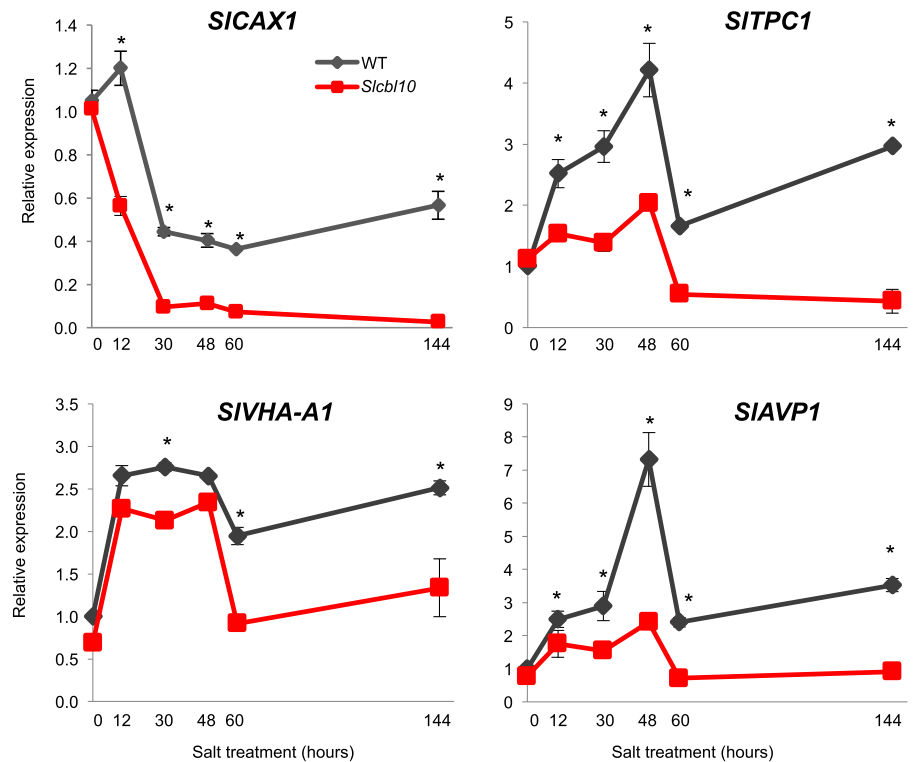 SlCAX1
Relative expression
1.4
1.2
1.0
0.8
0.6
0.4
0.2
0.0
* * * * *
WT
Slcbl10
0 12 30 48 60 144
SlTPC1
5
4
3
2
1
0
* * * * *
0 12 30 48 60 144
SlVHA-A1
Relative expression
3.5
3.0
2.5
2.0
1.5
1.0
0.5
0.0
* * *
0 12 30 48 60 144
Salt treatment (hours)
SlAVP1
9
8
7
6
5
4
3
2
1
0
* * * * *
0 12 30 48 60 144
Salt treatment (hours)